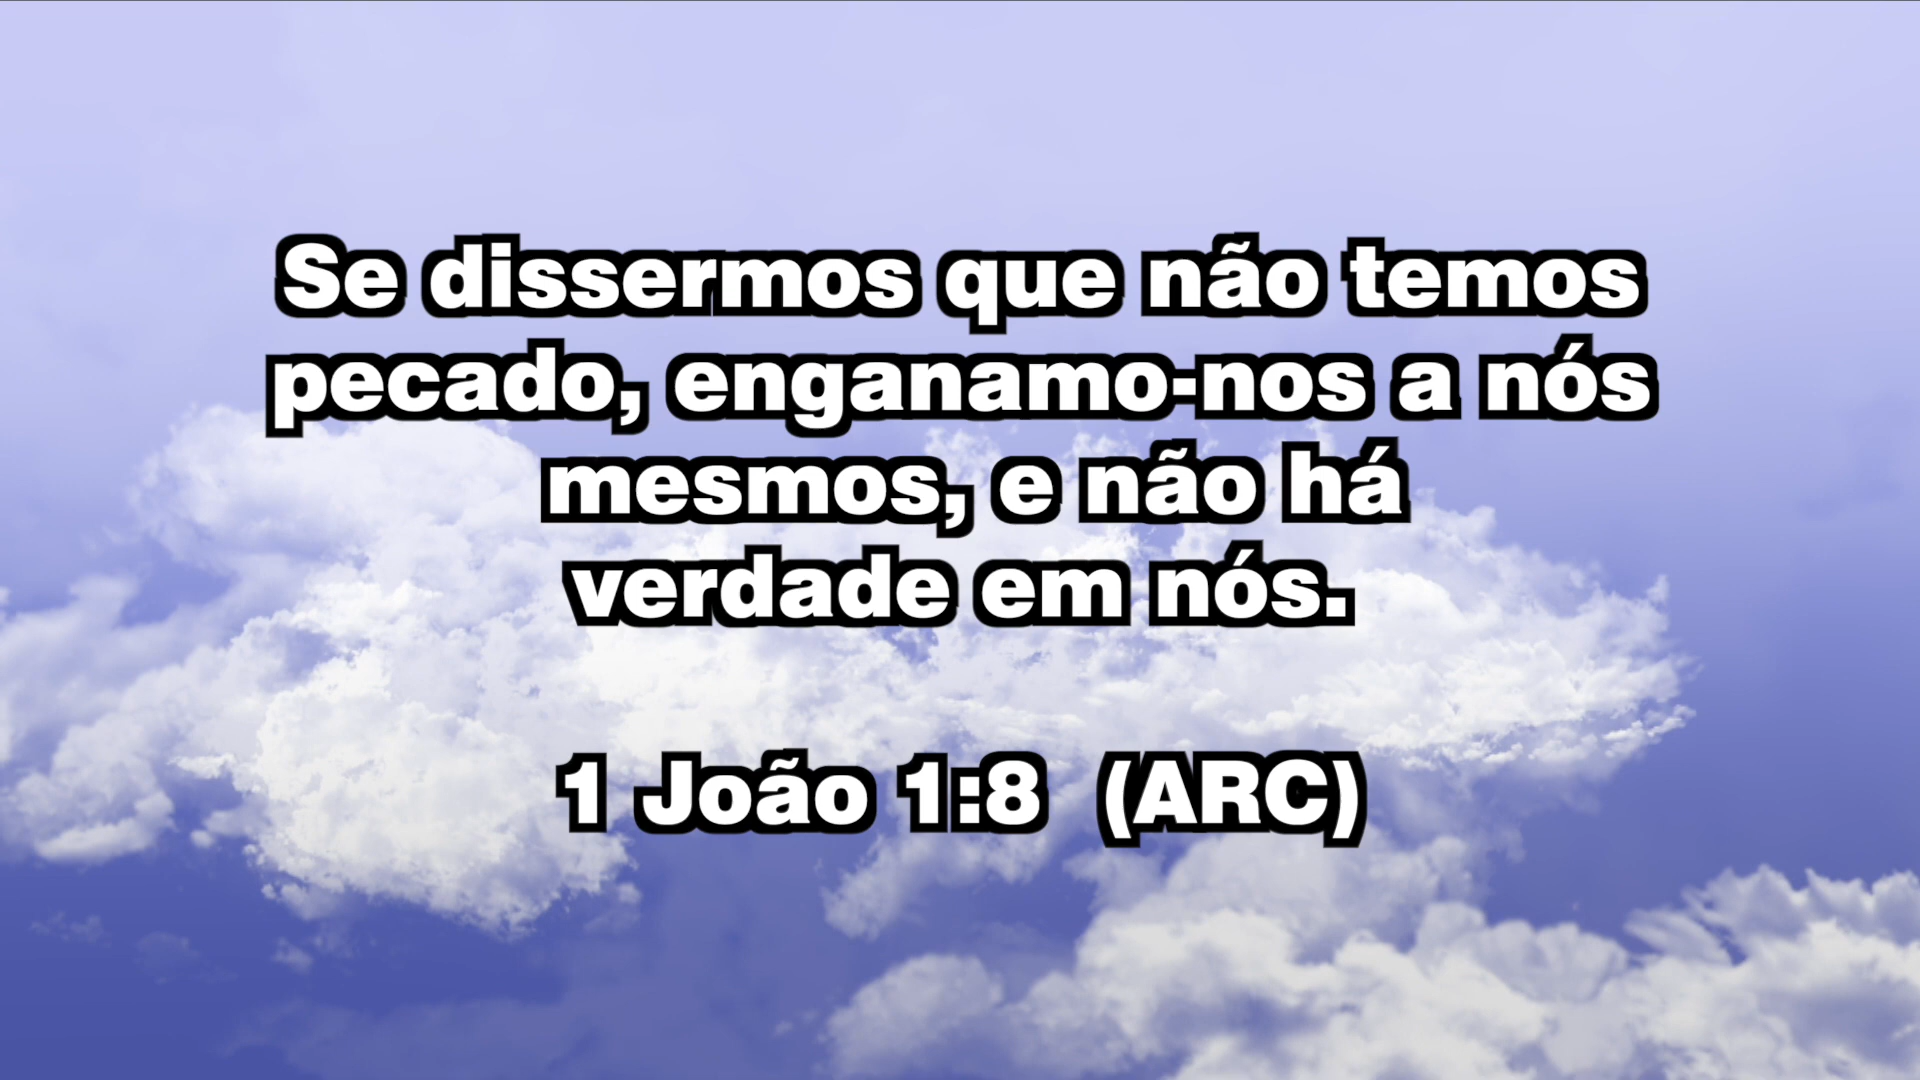 Se dissermos que não temos
pecado, enganamo-nos a nós
mesmos, e não há
verdade em nós.
1 João 1:8 (ARC)